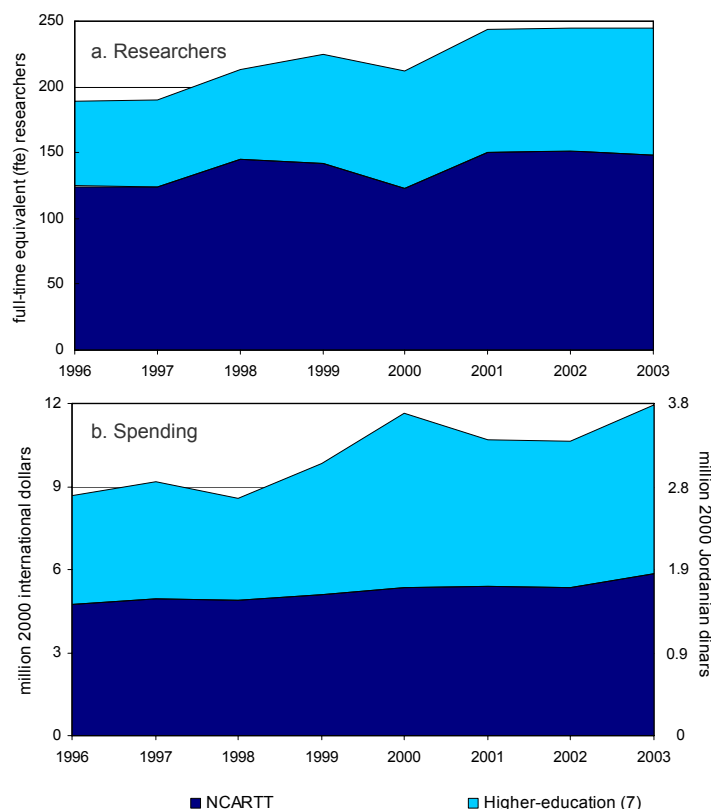 a. Researchers
full-time equivalent (fte) researchers
250
200
150
100
50
0
1996 1997 1998 1999 2000 2001 2002 2003
b. Spending
million 2000 international dollars
12
9
6
3
0
3.8
2.8
1.9
0.9
0
million 2000 Jordanian dinars
1996 1997 1998 1999 2000 2001 2002 2003
NCARTT Higher-education (7)